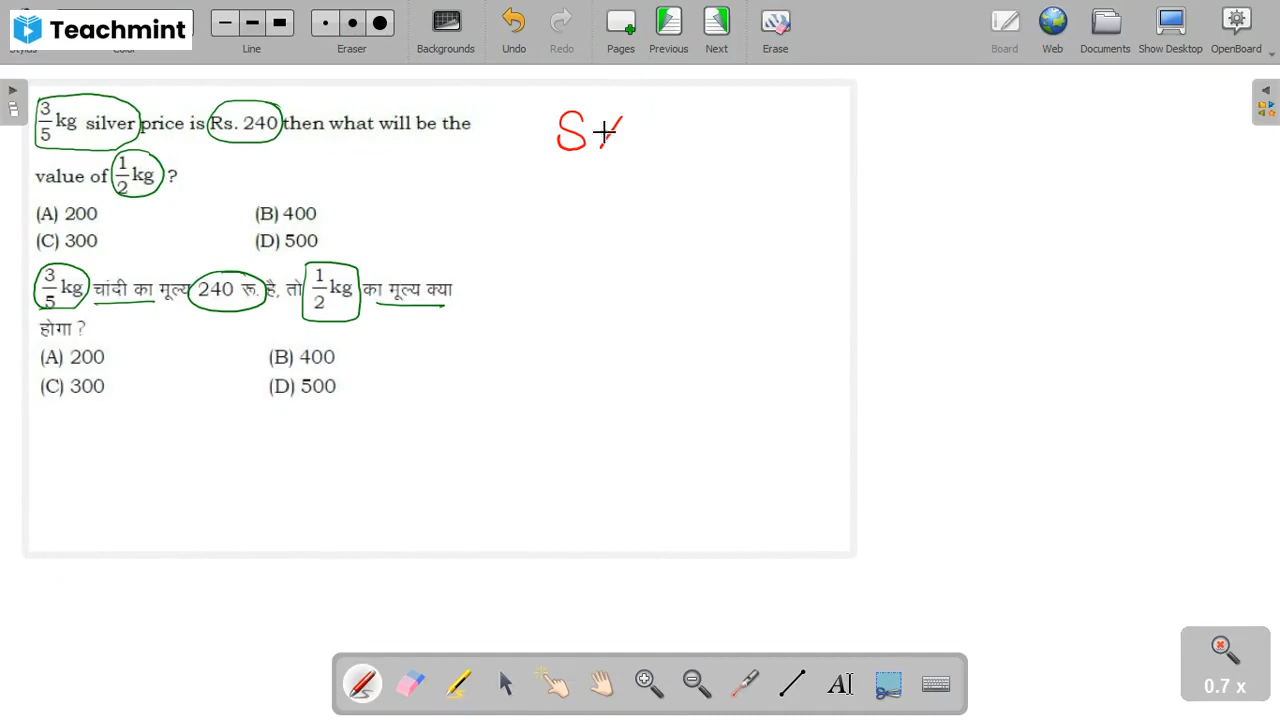 Teachmint
Line
Eraser
Backgrounds
Undo
Redo
Pages
Previous
Next
Erase
Board
Web
Documents
Show Desktop
OpenBoard
3/5 kg silver price is Rs. 240 then what will be the
value of 1/2 kg ?
(A) 200 (B) 400
(C) 300 (D) 500
3/5 kg चांदी का मूल्य 240 रू. है, तो 1/2 kg का मूल्य क्या
होगा ?
(A) 200 (B) 400
(C) 300 (D) 500
S
0.7 x